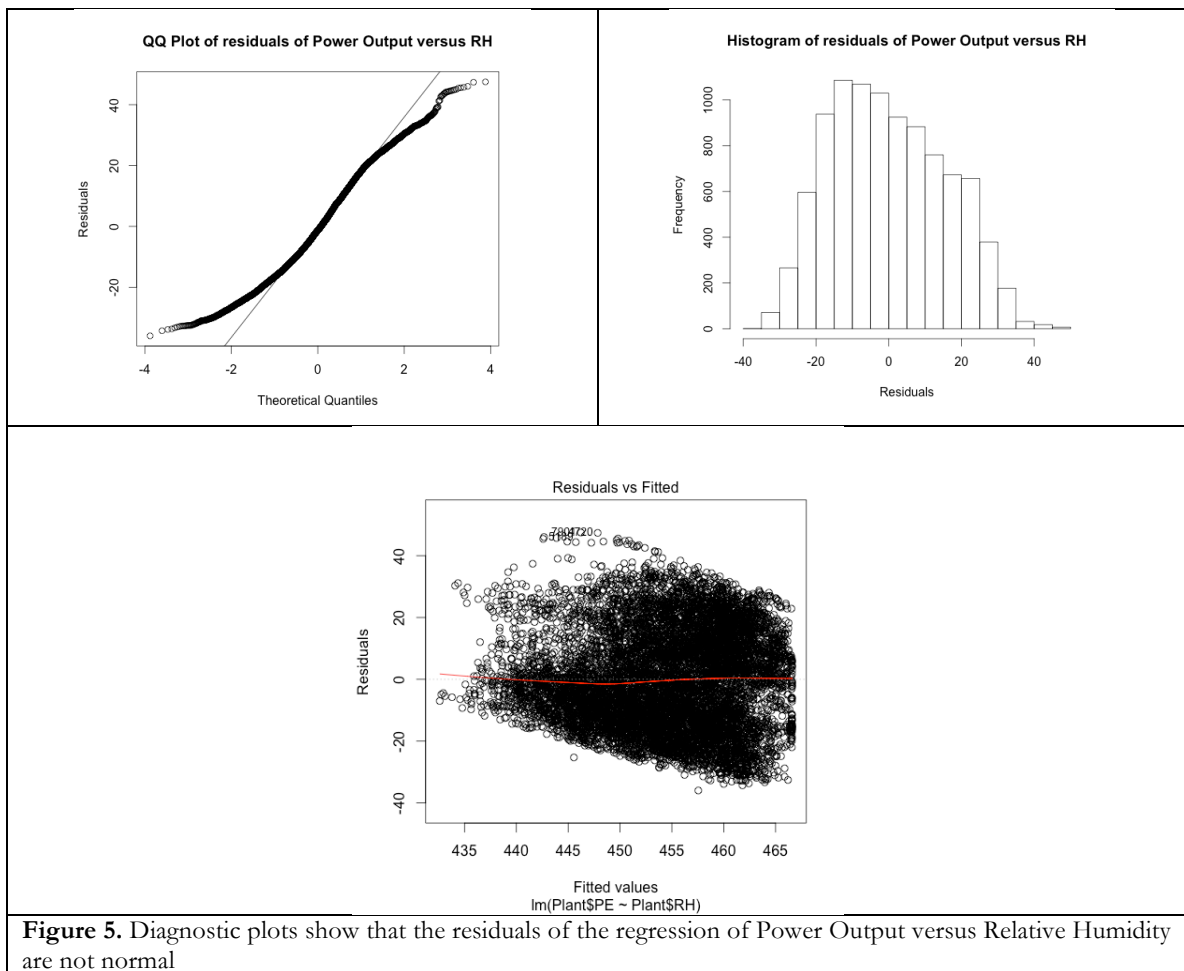 QQ Plot of residuals of Power Output versus RH
Residuals
40
20
0
-20
-4
-2
0
2
4
Theoretical Quantiles
Histogram of residuals of Power Output versus RH
Frequency
1000
800
600
400
200
0
-40
-20
0
20
40
Residuals
Residuals vs Fitted
Residuals
40
20
0
-20
-40
435
440
445
450
455
460
465
Fitted values
lm(Plant$PE ~ Plant$RH)
Figure 5. Diagnostic plots show that the residuals of the regression of Power Output versus Relative Humidity
are not normal